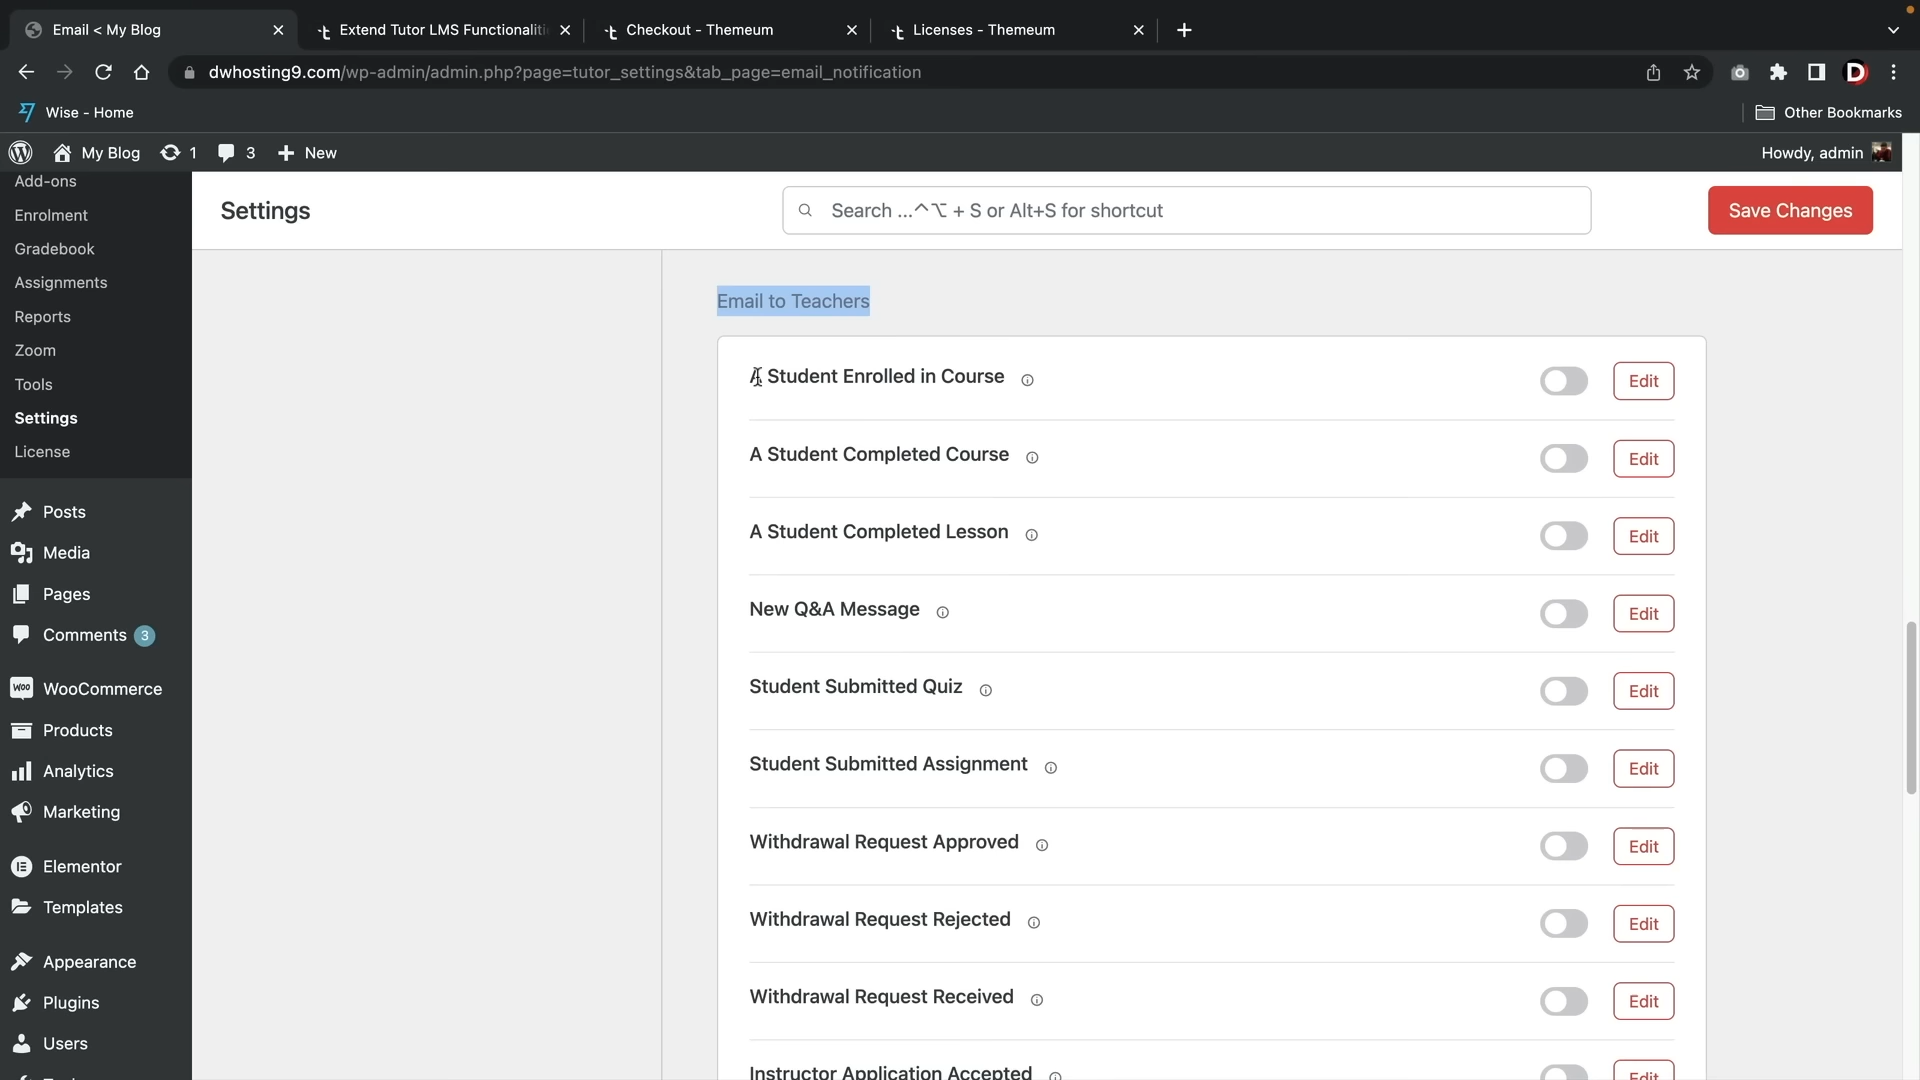 Email < My Blog
Extend Tutor LMS Functionaliti
Checkout - Themeum
Licenses - Themeum
dwhosting9.com/wp-admin/admin.php?page=tutor_settings&tab_page=email_notification
Wise - Home
Other Bookmarks
My Blog
1
3
New
Howdy, admin
Add-ons
Enrolment
Gradebook
Assignments
Reports
Zoom
Tools
Settings
License
Posts
Media
Pages
Comments 3
WooCommerce
Products
Analytics
Marketing
Elementor
Templates
Appearance
Plugins
Users
Settings
Search ...^⌥ + S or Alt+S for shortcut
Save Changes
Email to Teachers
A Student Enrolled in Course
Edit
A Student Completed Course
Edit
A Student Completed Lesson
Edit
New Q&A Message
Edit
Student Submitted Quiz
Edit
Student Submitted Assignment
Edit
Withdrawal Request Approved
Edit
Withdrawal Request Rejected
Edit
Withdrawal Request Received
Edit
Instructor Application Accepted
Edit